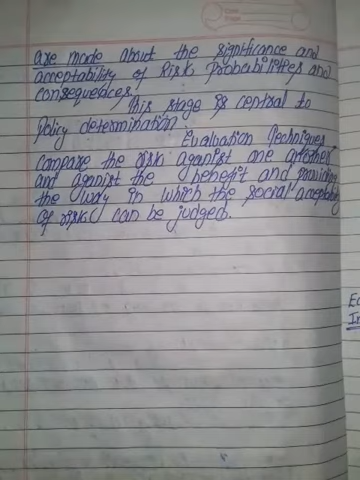 are made about the significance and
acceptability of Risk Probabilities and
consequences.
This stage is central to
policy determination.
Evaluation Techniques
compare the risk aganist one another
and aganist the benefit and providing
the way in which the social acceptability
of risk can be judged.